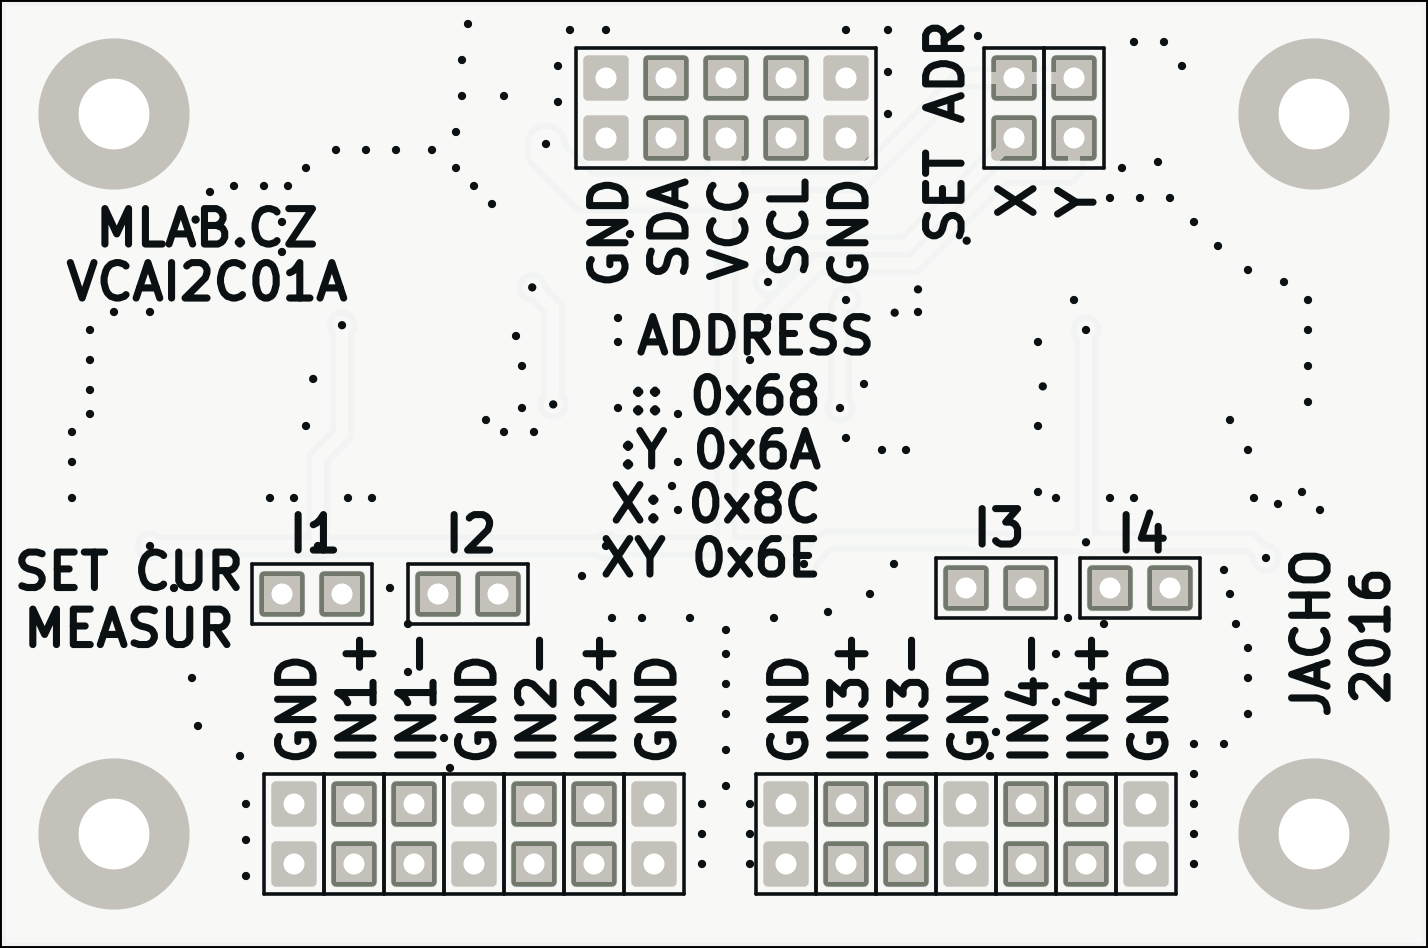 SET ADR
GND
SDA
VCC
SCL
GND
X
Y
MLAB.CZ
VCAI2C01A
ADDRESS
:: 0x68
:Y 0x6A
X: 0x8C
XY 0x6E
I1
I2
I3
I4
SET CUR
MEASUR
JACHO
2016
GND
IN1+
IN1-
GND
IN2-
IN2+
GND
GND
IN3+
IN3-
GND
IN4-
IN4+
GND